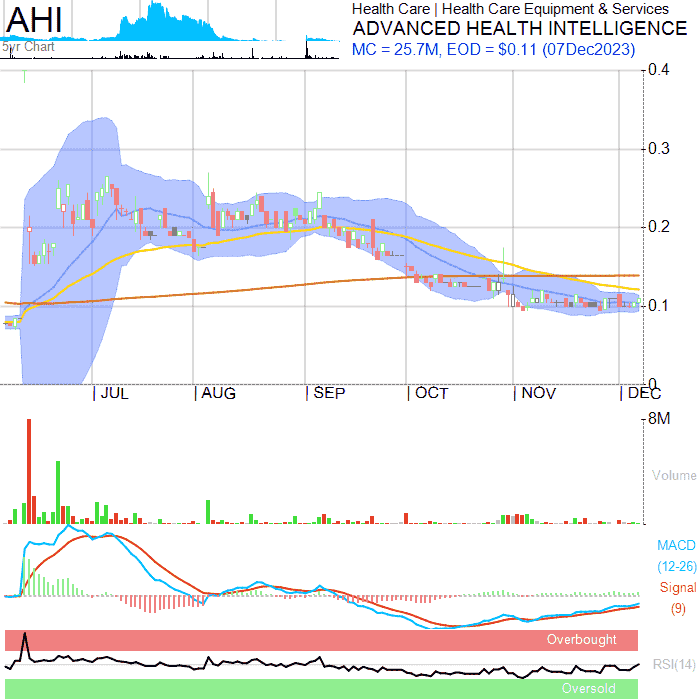 AHI
5yr Chart
Health Care | Health Care Equipment & Services
ADVANCED HEALTH INTELLIGENCE
MC = 25.7M, EOD = $0.11 (07Dec2023)
0.4
0.3
0.2
0.1
0
JUL AUG SEP OCT NOV DEC
8M
Volume
MACD
(12-26)
Signal
(9)
Overbought
RSI(14)
Oversold